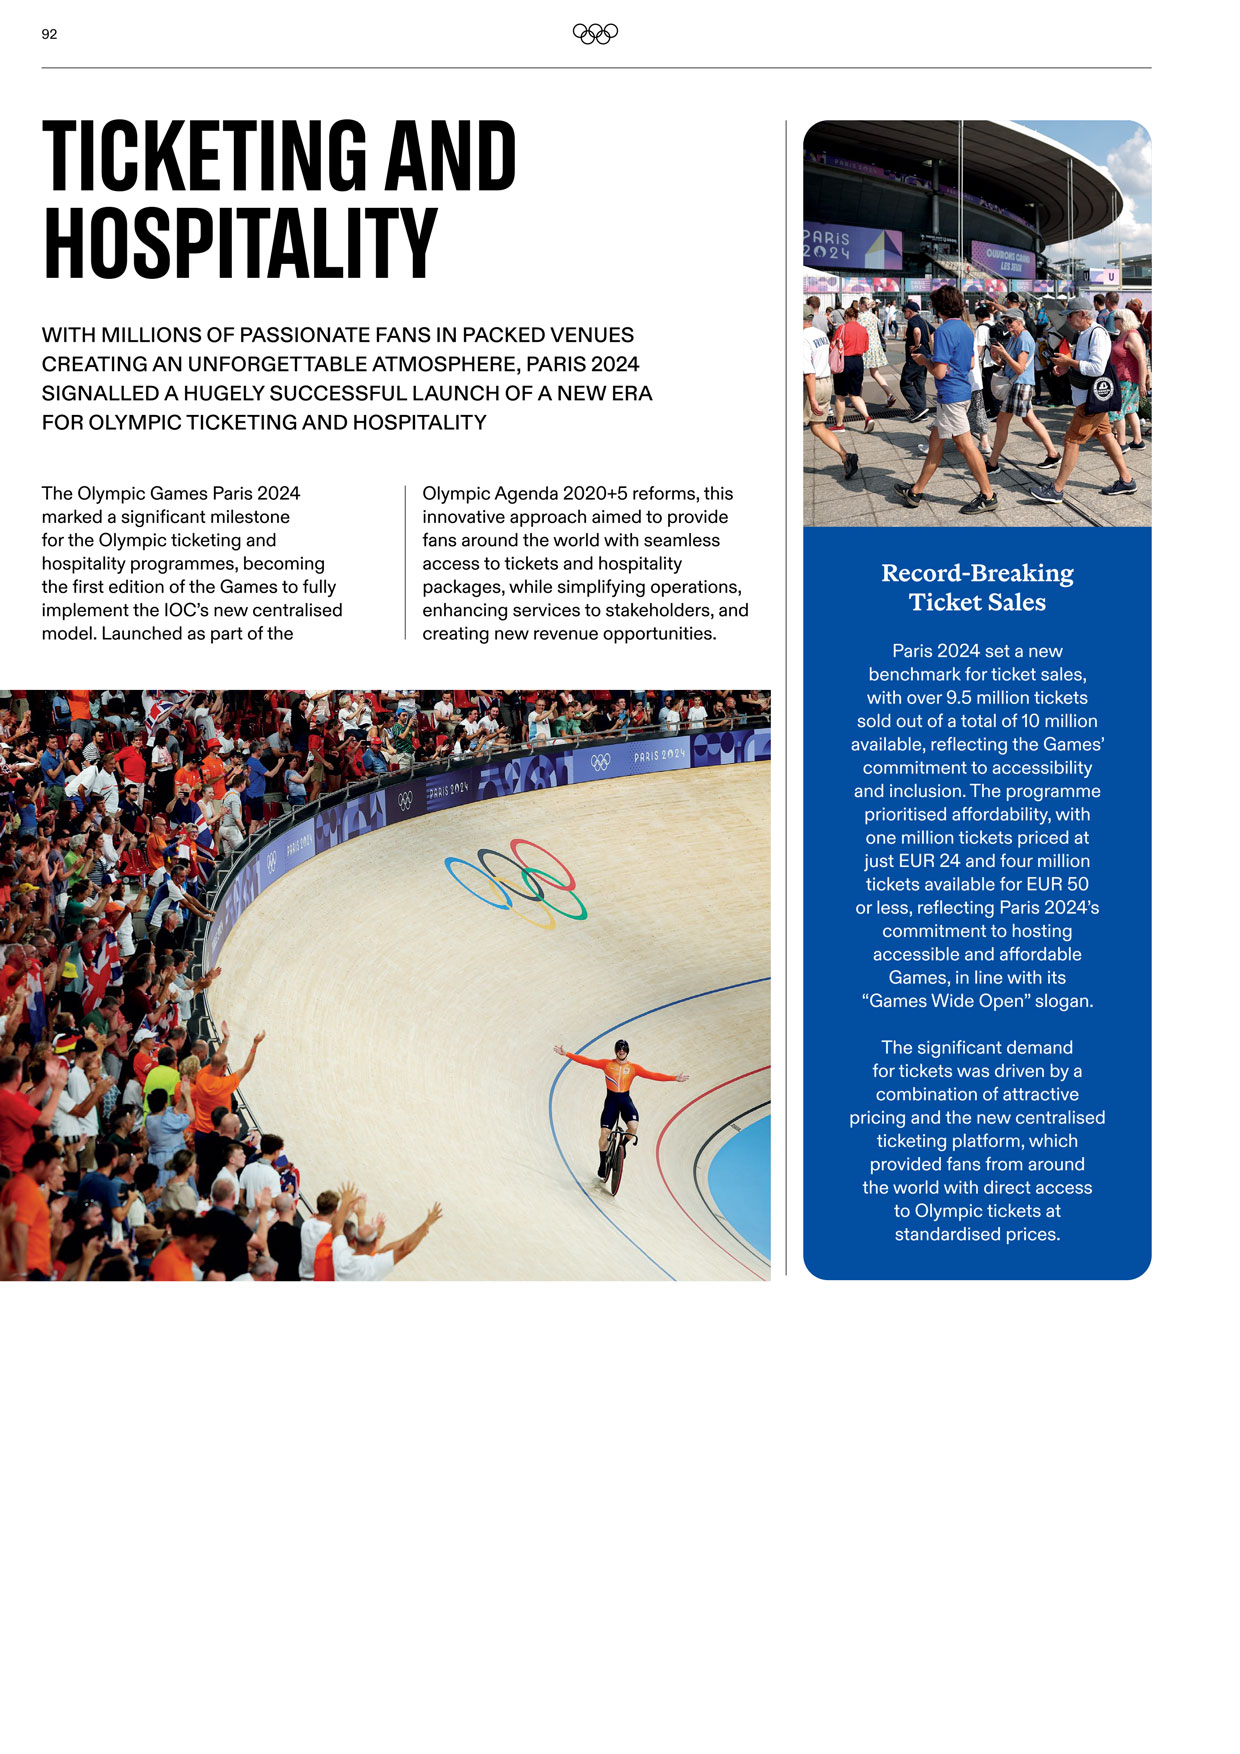 92
TICKETING AND
HOSPITALITY
WITH MILLIONS OF PASSIONATE FANS IN PACKED VENUES
CREATING AN UNFORGETTABLE ATMOSPHERE, PARIS 2024
SIGNALLED A HUGELY SUCCESSFUL LAUNCH OF A NEW ERA
FOR OLYMPIC TICKETING AND HOSPITALITY
The Olympic Games Paris 2024
marked a significant milestone
for the Olympic ticketing and
hospitality programmes, becoming
the first edition of the Games to fully
implement the IOC’s new centralised
model. Launched as part of the
Olympic Agenda 2020+5 reforms, this
innovative approach aimed to provide
fans around the world with seamless
access to tickets and hospitality
packages, while simplifying operations,
enhancing services to stakeholders, and
creating new revenue opportunities.
PARIS 2024
PARIS 2024
PARIS 2024
PARIS 2024
PARIS
2024
OUVRONS GRAND
LES JEUX
U
Record-Breaking
Ticket Sales
Paris 2024 set a new
benchmark for ticket sales,
with over 9.5 million tickets
sold out of a total of 10 million
available, reflecting the Games’
commitment to accessibility
and inclusion. The programme
prioritised affordability, with
one million tickets priced at
just EUR 24 and four million
tickets available for EUR 50
or less, reflecting Paris 2024’s
commitment to hosting
accessible and affordable
Games, in line with its
“Games Wide Open” slogan.
The significant demand
for tickets was driven by a
combination of attractive
pricing and the new centralised
ticketing platform, which
provided fans from around
the world with direct access
to Olympic tickets at
standardised prices.